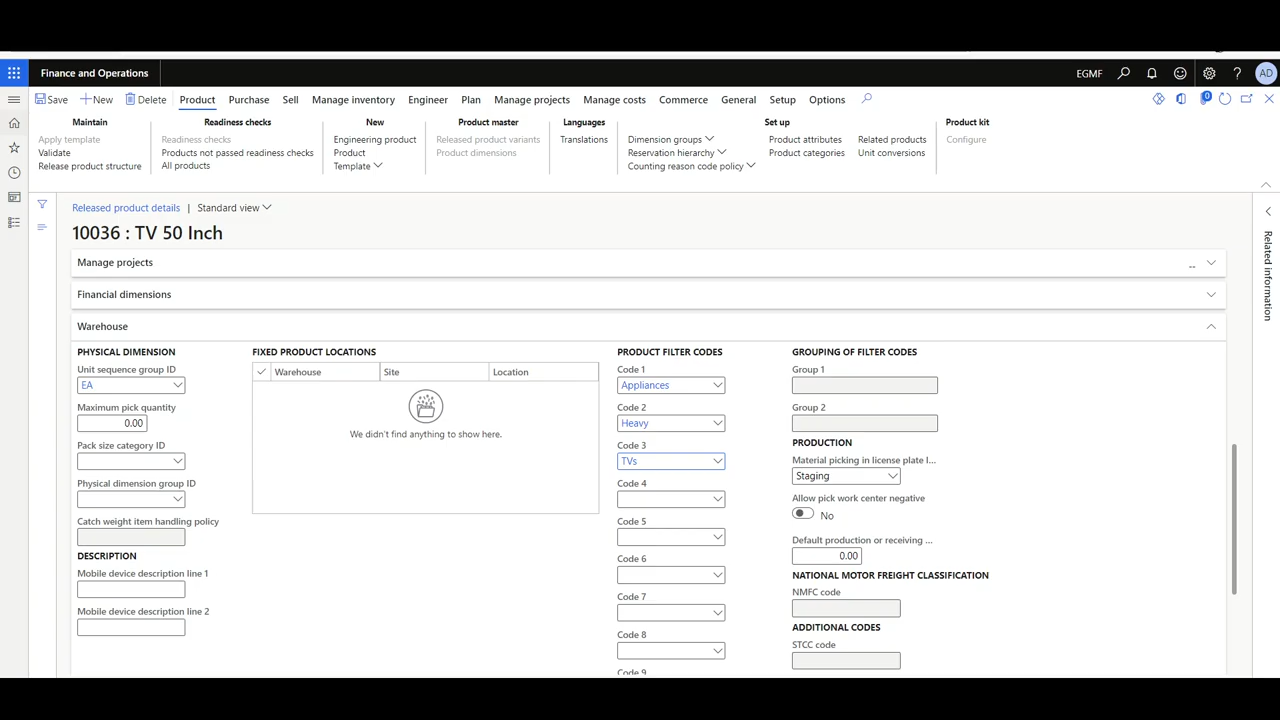 Finance and Operations
EGMF
AD
Save
New
Delete
Product
Purchase
Sell
Manage inventory
Engineer
Plan
Manage projects
Manage costs
Commerce
General
Setup
Options
0
Maintain
Apply template
Validate
Release product structure
Readiness checks
Readiness checks
Products not passed readiness checks
All products
New
Engineering product
Product
Template
Product master
Released product variants
Product dimensions
Languages
Translations
Set up
Dimension groups
Reservation hierarchy
Counting reason code policy
Product attributes
Product categories
Related products
Unit conversions
Product kit
Configure
Released product details | Standard view
10036 : TV 50 Inch
Manage projects
--
Financial dimensions
Warehouse
PHYSICAL DIMENSION
Unit sequence group ID
EA
Maximum pick quantity
0.00
Pack size category ID
Physical dimension group ID
Catch weight item handling policy
DESCRIPTION
Mobile device description line 1
Mobile device description line 2
FIXED PRODUCT LOCATIONS
Warehouse
Site
Location
We didn't find anything to show here.
PRODUCT FILTER CODES
Code 1
Appliances
Code 2
Heavy
Code 3
TVs
Code 4
Code 5
Code 6
Code 7
Code 8
Code 9
GROUPING OF FILTER CODES
Group 1
Group 2
PRODUCTION
Material picking in license plate l...
Staging
Allow pick work center negative
No
Default production or receiving ...
0.00
NATIONAL MOTOR FREIGHT CLASSIFICATION
NMFC code
ADDITIONAL CODES
STCC code
Related information